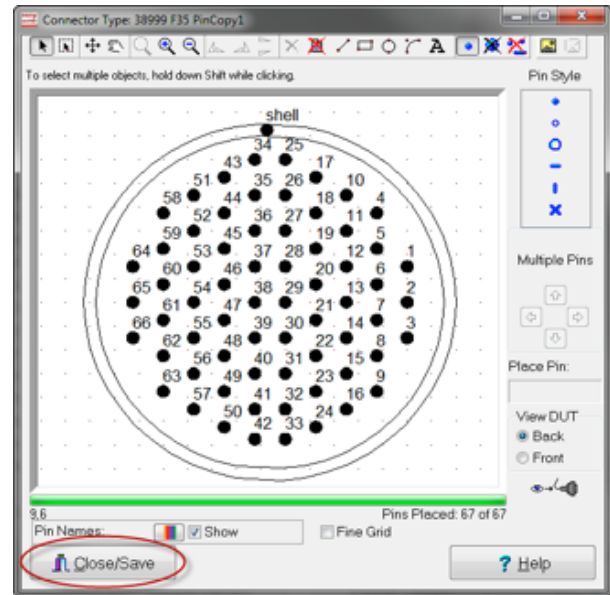 Connector Type: 38999 F35 PinCopy1
A
To select multiple objects, hold down Shift while clicking.
Pin Style
shell
34 25
43 17
51 35 26 10
58 44 18 4
52 36 27 11
59 45 19 5
64 53 37 28 12 1
60 46 20 6
65 54 38 29 13 2
61 47 21 7
66 55 39 30 14 3
62 48 22 8
56 40 31 15
63 49 23 9
57 41 32 16
50 24
42 33
Multiple Pins
Place Pin:
View DUT
Back
Front
9,6
Pins Placed: 67 of 67
Pin Names:
Show
Fine Grid
Close/Save
? Help